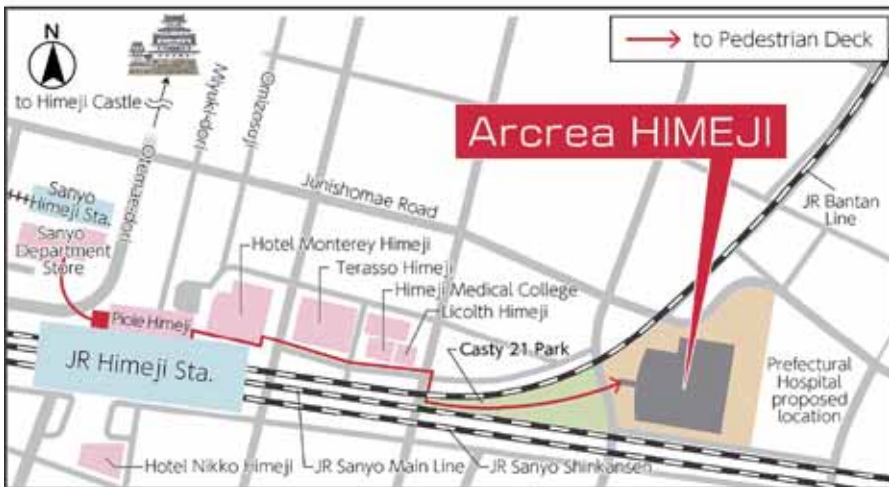 N
to Himeji Castle
→ to Pedestrian Deck
Arcrea HIMEJI
Miyuki-dori
Omizosuji
Otemae-dori
Junishomae Road
JR Bantan
Line
Sanyo
Himeji Sta.
Sanyo
Department
Store
Hotel Monterey Himeji
Terasso Himeji
Himeji Medical College
Licolth Himeji
Piole Himeji
Casty 21 Park
JR Himeji Sta.
Prefectural
Hospital
proposed
location
Hotel Nikko Himeji
JR Sanyo Main Line
JR Sanyo Shinkansen